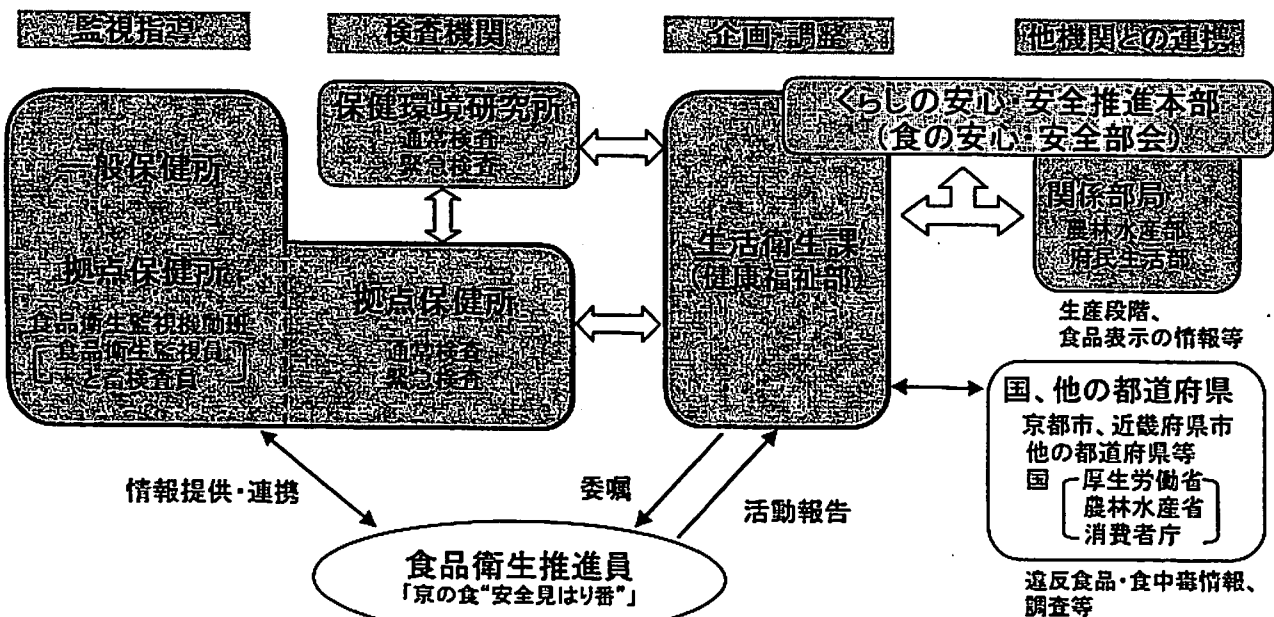 監視指導
検査機関
企画・調整
他機関との連携
くらしの安心・安全推進本部
(食の安心・安全部会)
保健環境研究所
通常検査
緊急検査
一般保健所
関係部局
農林水産部
府民生活部
生活衛生課
(健康福祉部)
拠点保健所
食品衛生監視機動班
食品衛生監視員
と畜検査員
拠点保健所
通常検査
緊急検査
生産段階、
食品表示の情報等
国、他の都道府県
京都市、近畿府県市
他の都道府県等
国 厚生労働省
農林水産省
消費者庁
違反食品・食中毒情報、
調査等
情報提供・連携
委嘱
活動報告
食品衛生推進員
「京の食“安全見はり番”」